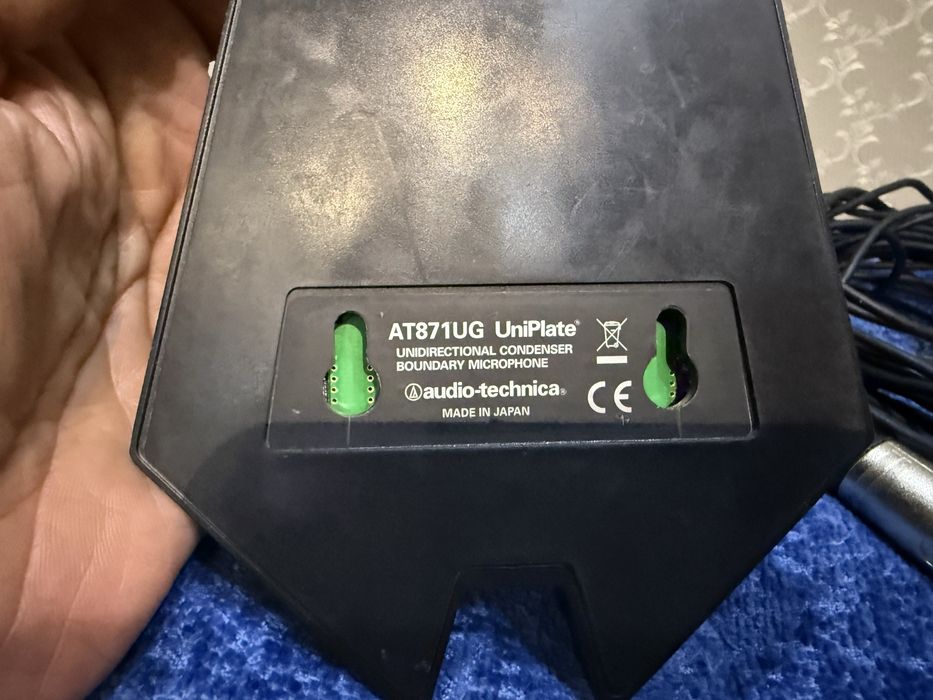 AT871UG UniPlate®
UNIDIRECTIONAL CONDENSER
BOUNDARY MICROPHONE
audio-technica®
MADE IN JAPAN
CE